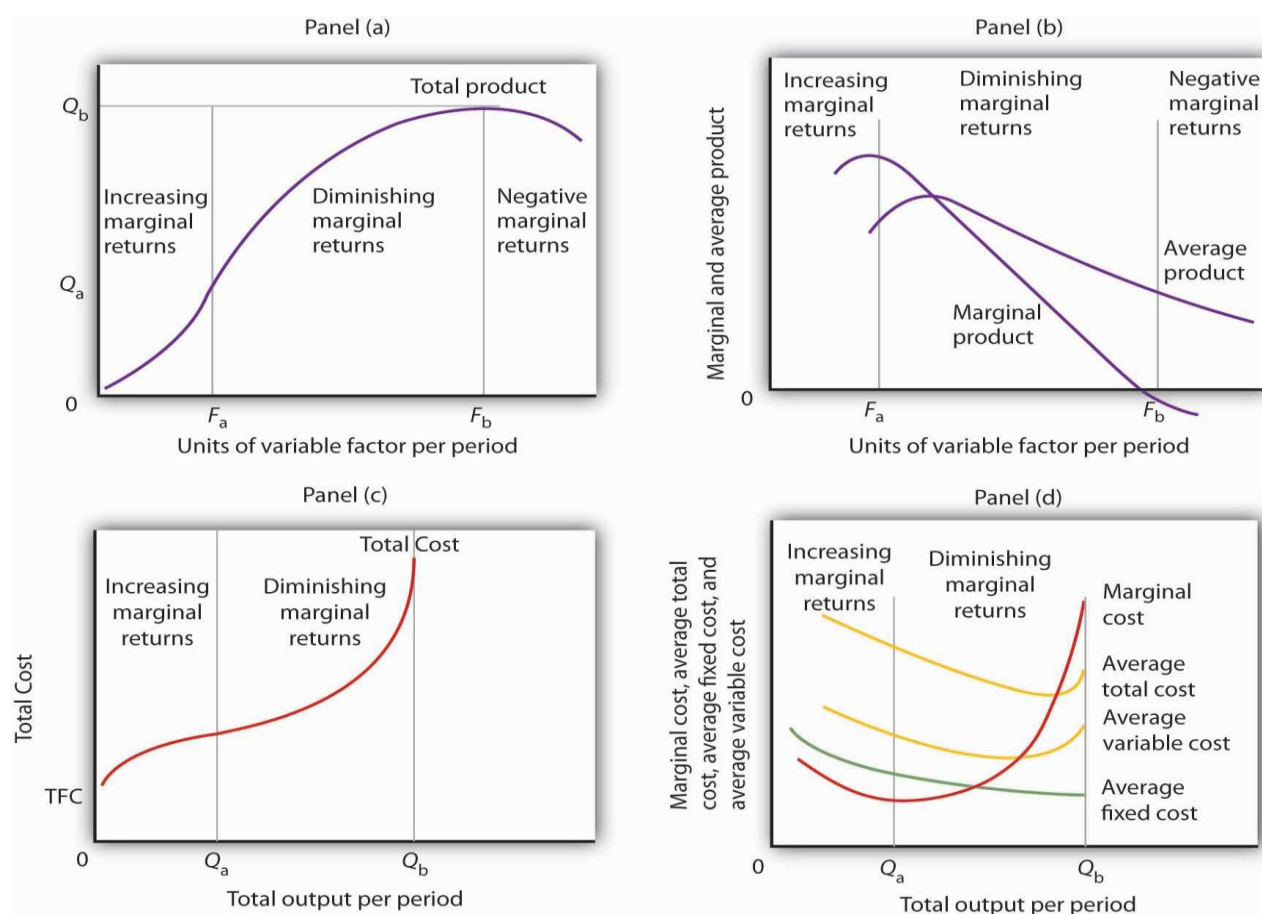 Panel (a)
Total product
Q_b
Increasing
marginal
returns
Diminishing
marginal
returns
Negative
marginal
returns
Q_a
0
F_a
F_b
Units of variable factor per period
Panel (b)
Marginal and average product
Increasing
marginal
returns
Diminishing
marginal
returns
Negative
marginal
returns
Average
product
Marginal
product
0
F_a
F_b
Units of variable factor per period
Panel (c)
Total Cost
Total Cost
Increasing
marginal
returns
Diminishing
marginal
returns
TFC
0
Q_a
Q_b
Total output per period
Panel (d)
Marginal cost, average total
cost, average fixed cost, and
average variable cost
Increasing
marginal
returns
Diminishing
marginal
returns
Marginal
cost
Average
total cost
Average
variable cost
Average
fixed cost
0
Q_a
Q_b
Total output per period